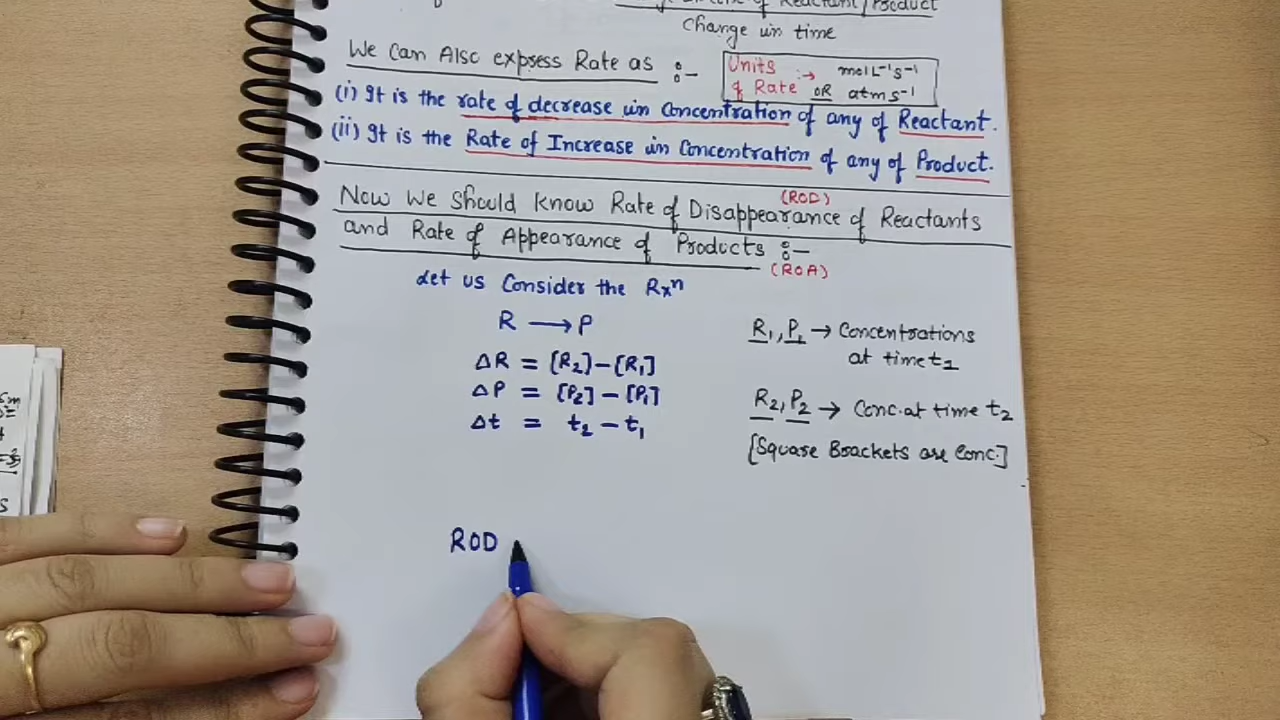 of Reactant/Product
Change in time
We Can Also express Rate as :-
Units of Rate :→ mol L⁻¹s⁻¹ OR atm s⁻¹
(i) It is the rate of decrease in concentration of any of Reactant.
(ii) It is the Rate of Increase in Concentration of any of Product.
(ROD)
Now We Should Know Rate of Disappearance of Reactants
and Rate of Appearance of Products :-
(ROA)
Let us Consider the Rxⁿ
R → P
ΔR = [R₂]-[R₁]
ΔP = [P₂]-[P₁]
Δt = t₂-t₁
R₁,P₁ → Concentrations
at time t₁
R₂,P₂ → Conc. at time t₂
[Square Brackets are Conc.]
ROD